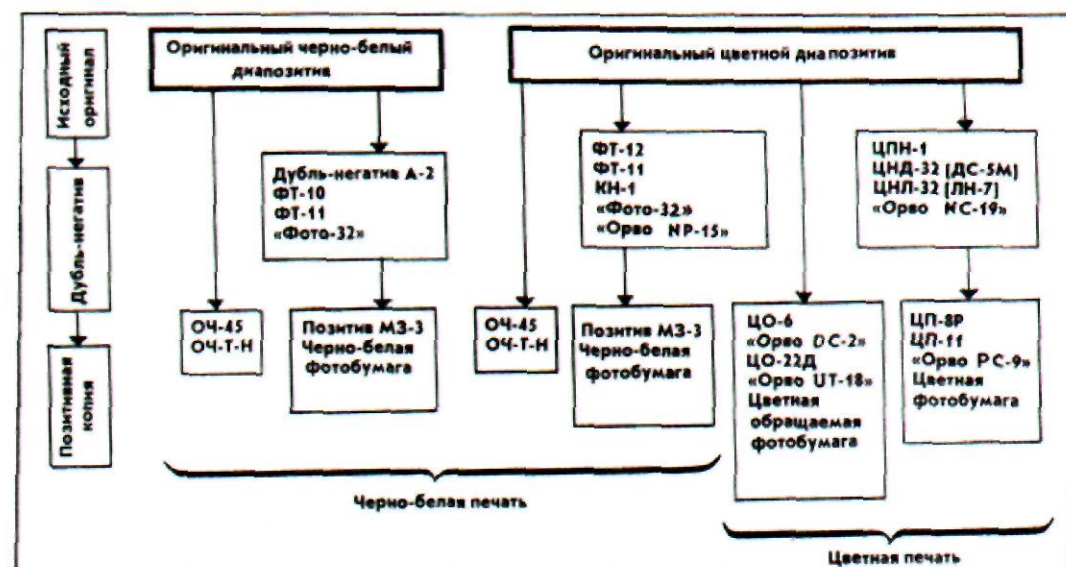 Исходный
оригинал
Дубль-негатив
Позитивная
копия
Оригинальный черно-белый
диапозитив
Оригинальный цветной диапозитив
Дубль-негатив А-2
ФТ-10
ФТ-11
«Фото-32»
ФТ-12
ФТ-11
КН-1
«Фото-32»
«Орво NP-15»
ЦПН-1
ЦНД-32 [ДС-5М]
ЦНЛ-32 [ЛН-7]
«Орво NC-19»
ОЧ-45
ОЧ-Т-Н
Позитив МЗ-3
Черно-белая
фотобумага
ОЧ-45
ОЧ-Т-Н
Позитив МЗ-3
Черно-белая
фотобумага
ЦО-6
«Орво DC-2»
ЦО-22Д
«Орво UT-18»
Цветная
обращаемая
фотобумага
ЦП-8Р
ЦП-11
«Орво PC-9»
Цветная
фотобумага
Черно-белая печать
Цветная печать